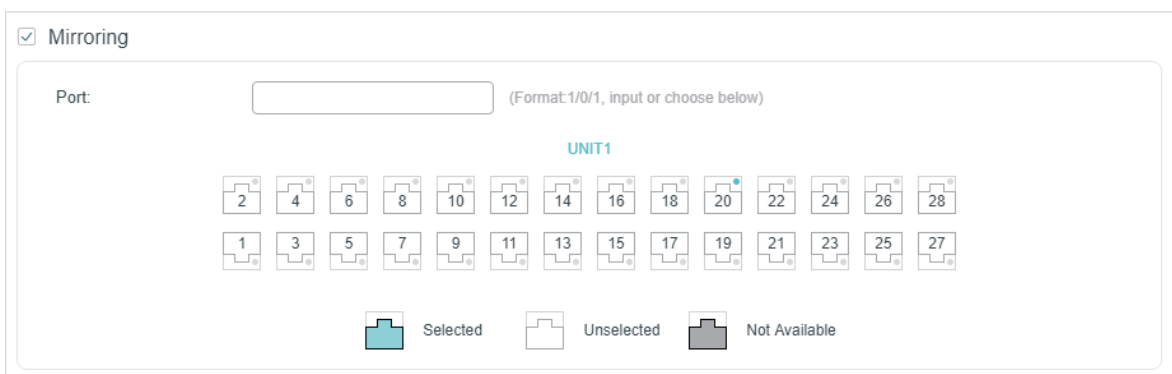 Mirroring
Port: (Format:1/0/1, input or choose below)
UNIT1
2 4 6 8 10 12 14 16 18 20 22 24 26 28
1 3 5 7 9 11 13 15 17 19 21 23 25 27
Selected Unselected Not Available